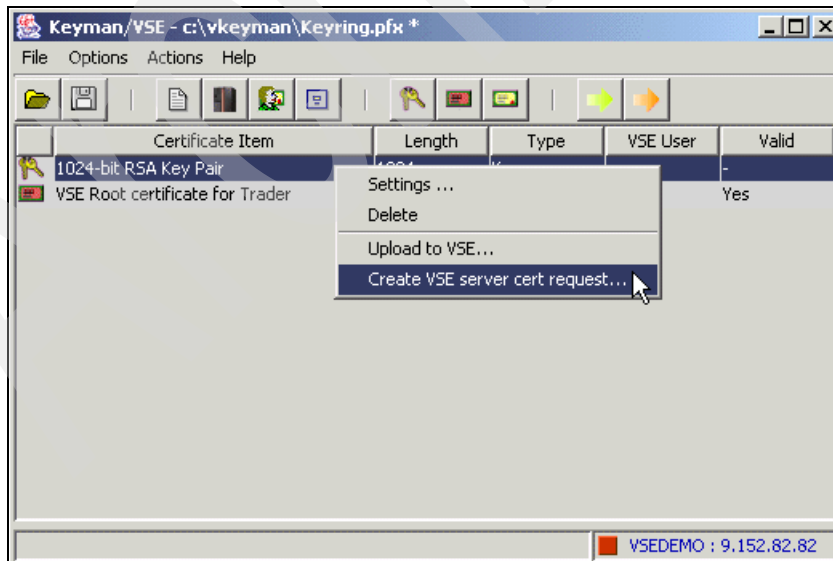 Keyman/VSE - c:\vkeyman\Keyring.pfx *
File Options Actions Help
Certificate Item Length Type VSE User Valid
1024-bit RSA Key Pair -
VSE Root certificate for Trader Yes
Settings ...
Delete
Upload to VSE...
Create VSE server cert request...
VSEDEMO : 9.152.82.82